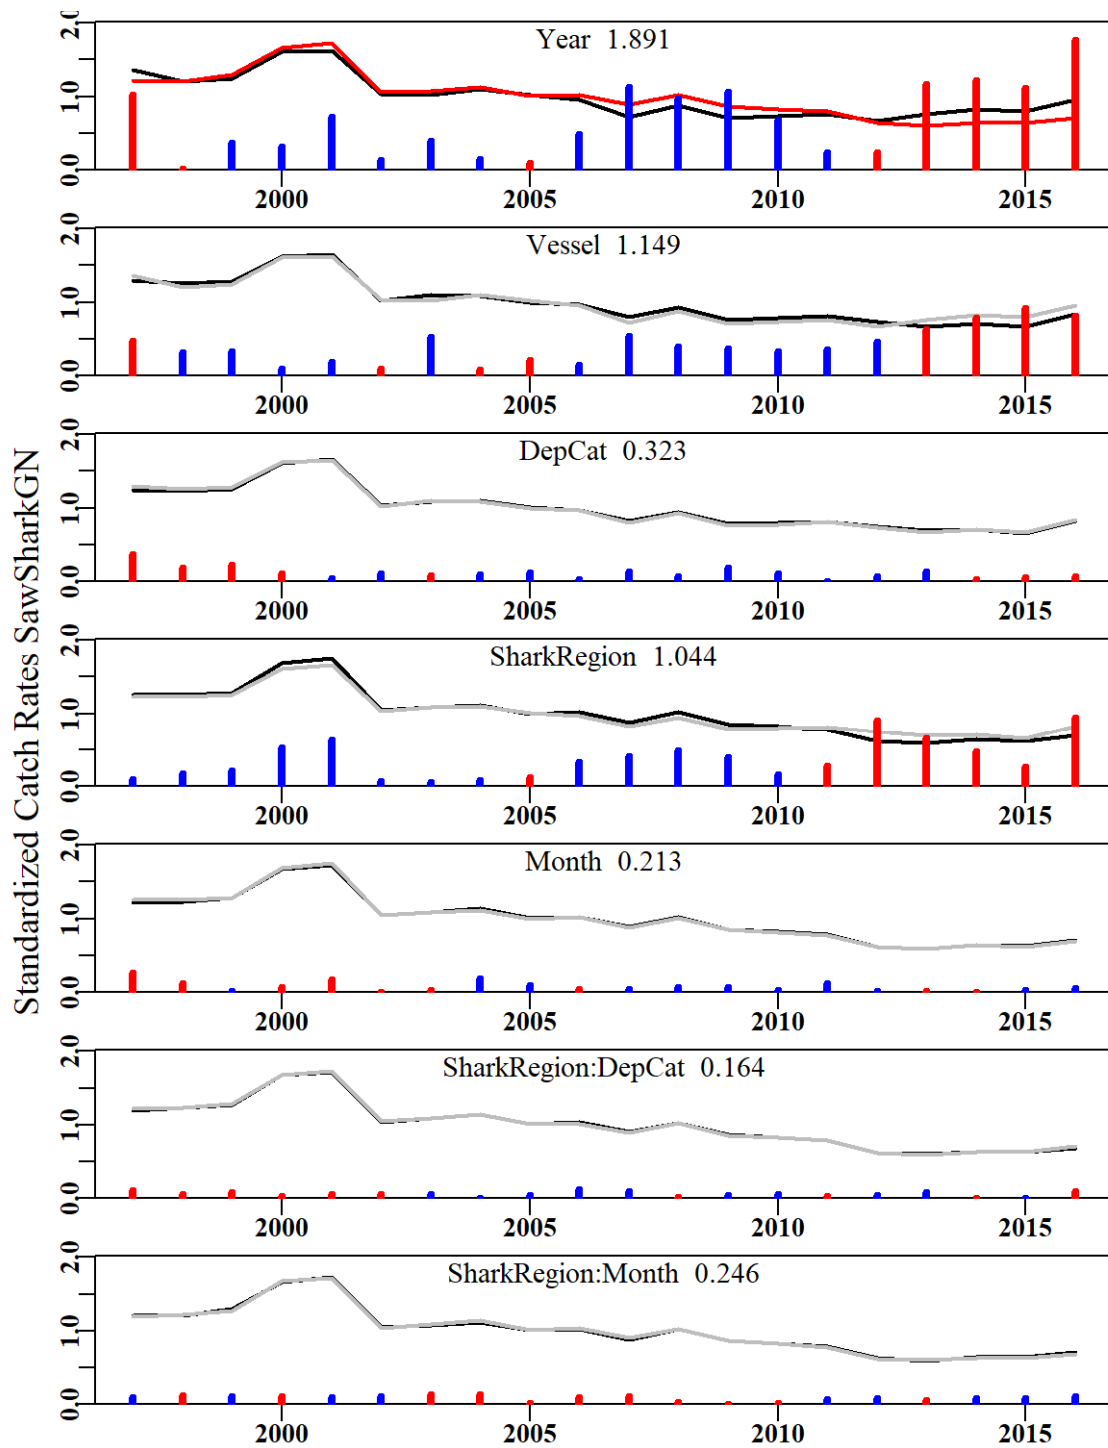 Standardized Catch Rates SawSharkGN
Year 1.891
0.0 1.0 2.0
2000 2005 2010 2015
Vessel 1.149
0.0 1.0 2.0
2000 2005 2010 2015
DepCat 0.323
0.0 1.0 2.0
2000 2005 2010 2015
SharkRegion 1.044
0.0 1.0 2.0
2000 2005 2010 2015
Month 0.213
0.0 1.0 2.0
2000 2005 2010 2015
SharkRegion:DepCat 0.164
0.0 1.0 2.0
2000 2005 2010 2015
SharkRegion:Month 0.246
0.0 1.0 2.0
2000 2005 2010 2015